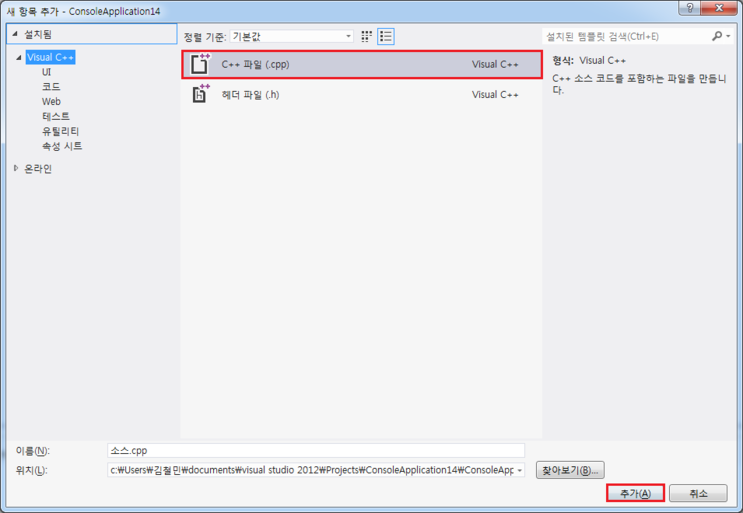 새 항목 추가 - ConsoleApplication14
설치됨
정렬 기준: 기본값
설치된 템플릿 검색(Ctrl+E)
Visual C++
UI
코드
Web
테스트
유틸리티
속성 시트
온라인
C++ 파일 (.cpp) Visual C++
헤더 파일 (.h) Visual C++
형식: Visual C++
C++ 소스 코드를 포함하는 파일을 만듭니
다.
이름(N): 소스.cpp
위치(L): c:₩Users₩김철민₩documents₩visual studio 2012₩Projects₩ConsoleApplication14₩ConsoleApp
찾아보기(B)...
추가(A) 취소